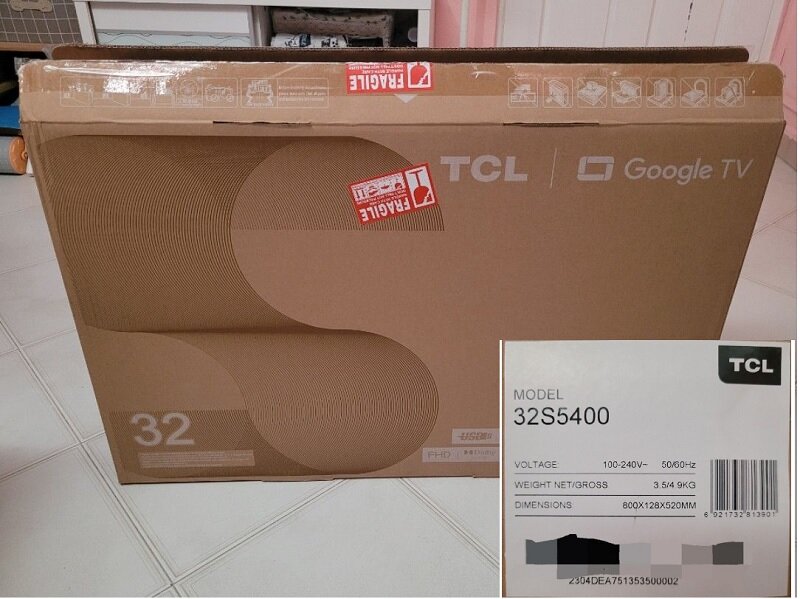 FRAGILE
TCL | Google TV
FRAGILE
32
FHD | Dolby
TCL
MODEL
32S5400
VOLTAGE: 100-240V~ 50/60Hz
WEIGHT NET/GROSS 3.5/4.9KG
DIMENSIONS 800X128X520MM
6 921732 813901
2304DEA751353500002